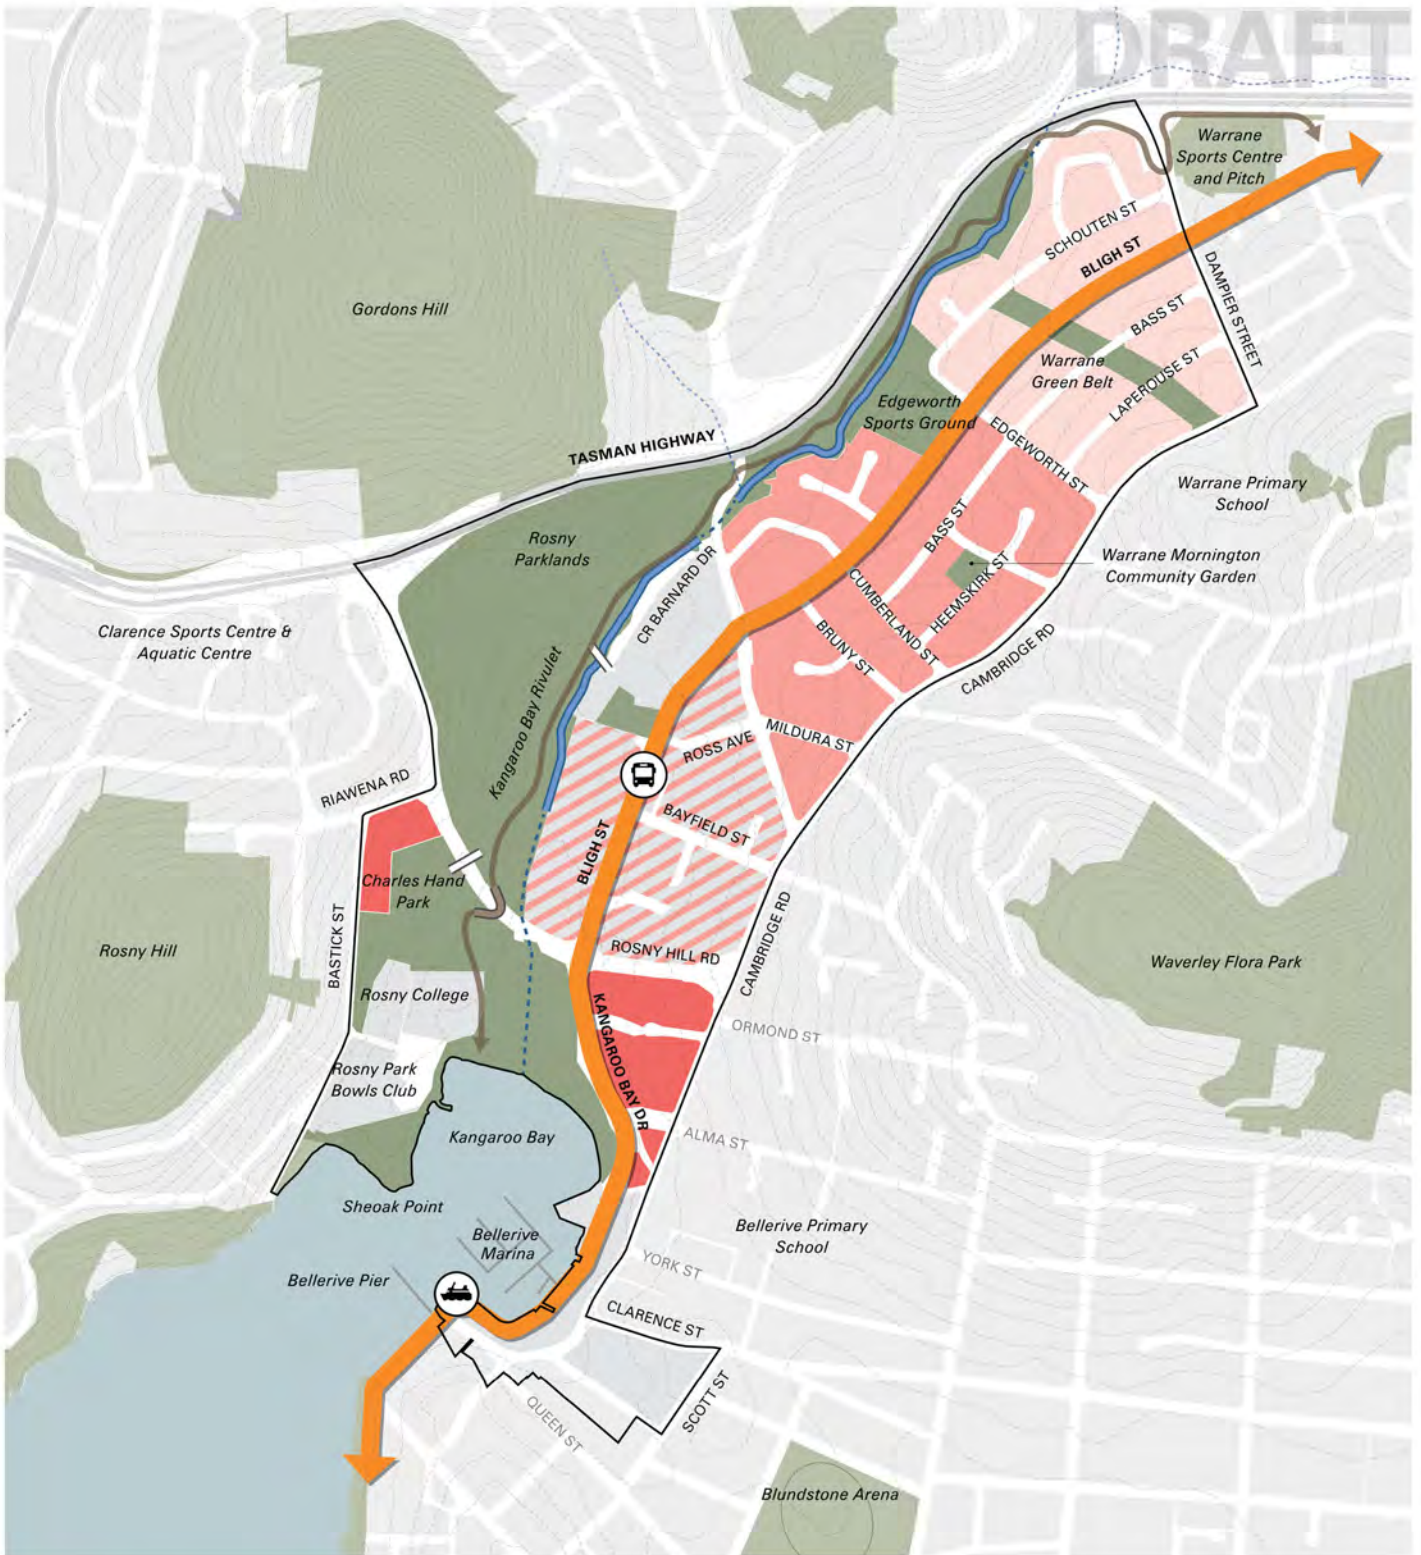 DRAFT
Warrane
Sports Centre
and Pitch
SCHOUTEN ST
BLIGH ST
DAMPIER STREET
Gordons Hill
BASS ST
Warrane
Green Belt
LAPEROUSE ST
Edgeworth
Sports Ground
EDGEWORTH ST
TASMAN HIGHWAY
Warrane Primary
School
Rosny
Parklands
BASS ST
Warrane Mornington
Community Garden
CR BARNARD DR
CUMBERLAND ST
HEEMSKIRK ST
Clarence Sports Centre &
Aquatic Centre
BRUNY ST
CAMBRIDGE RD
Kangaroo Bay Rivulet
MILDURA ST
ROSS AVE
RIAWENA RD
BAYFIELD ST
BLIGH ST
Charles Hand
Park
BASTICK ST
Rosny Hill
ROSNY HILL RD
CAMBRIDGE RD
Waverley Flora Park
Rosny College
KANGAROO BAY DR
ORMOND ST
Rosny Park
Bowls Club
Kangaroo Bay
ALMA ST
Sheoak Point
Bellerive
Marina
Bellerive Primary
School
Bellerive Pier
YORK ST
CLARENCE ST
SCOTT ST
QUEEN ST
Blundstone Arena